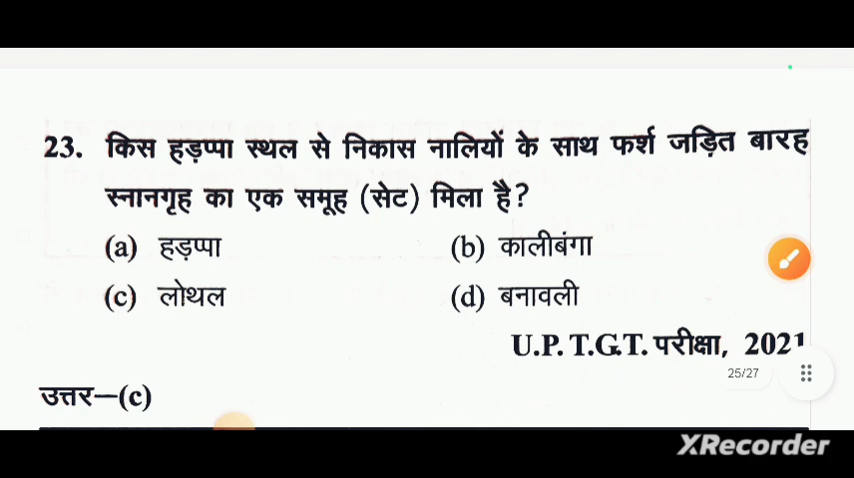 23. किस हड़प्पा स्थल से निकास नालियों के साथ फर्श जड़ित बारह
स्नानगृह का एक समूह (सेट) मिला है?
(a) हड़प्पा (b) कालीबंगा
(c) लोथल (d) बनावली
U.P. T.G.T. परीक्षा, 2021
25/27
उत्तर–(c)
XRecorder